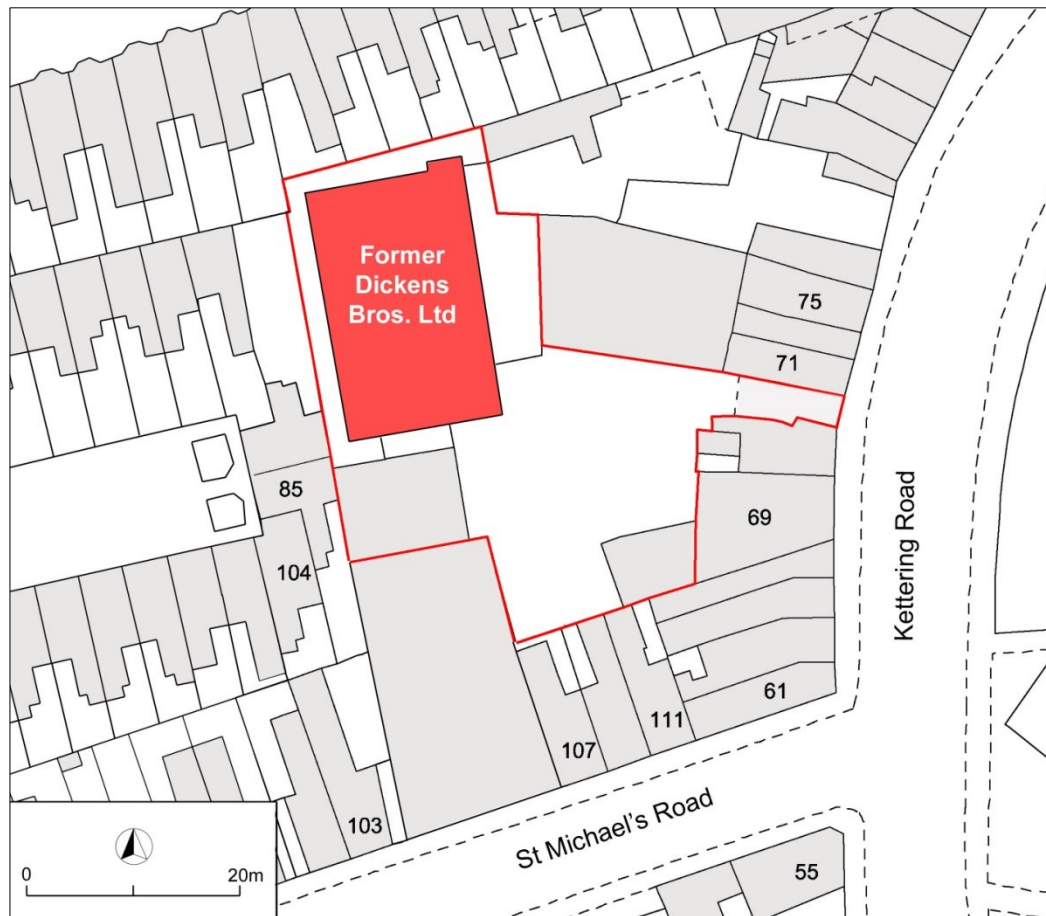 Former
Dickens
Bros. Ltd
75
71
85
69
104
Kettering Road
61
111
107
103
St Michael's Road
55
0 20m